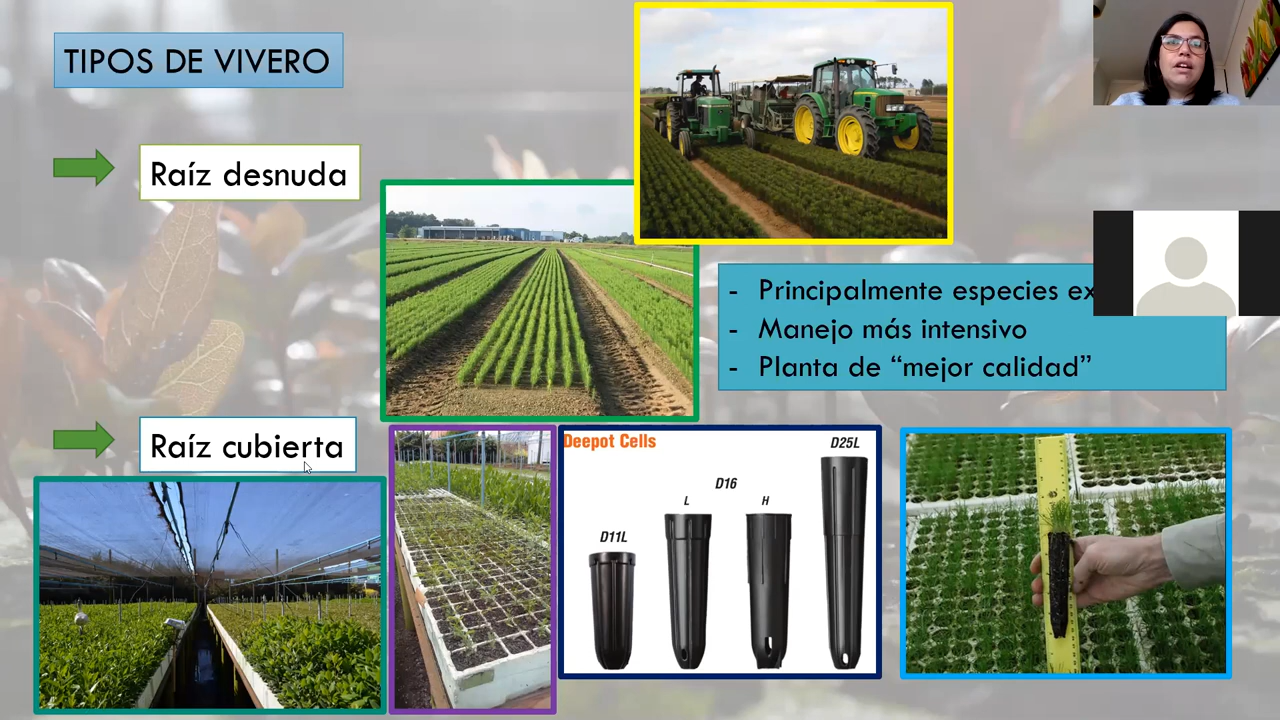 TIPOS DE VIVERO
Raíz desnuda
- Principalmente especies
- Manejo más intensivo
- Planta de “mejor calidad”
Raíz cubierta
Deepot Cells
D25L
D16
L
H
D11L